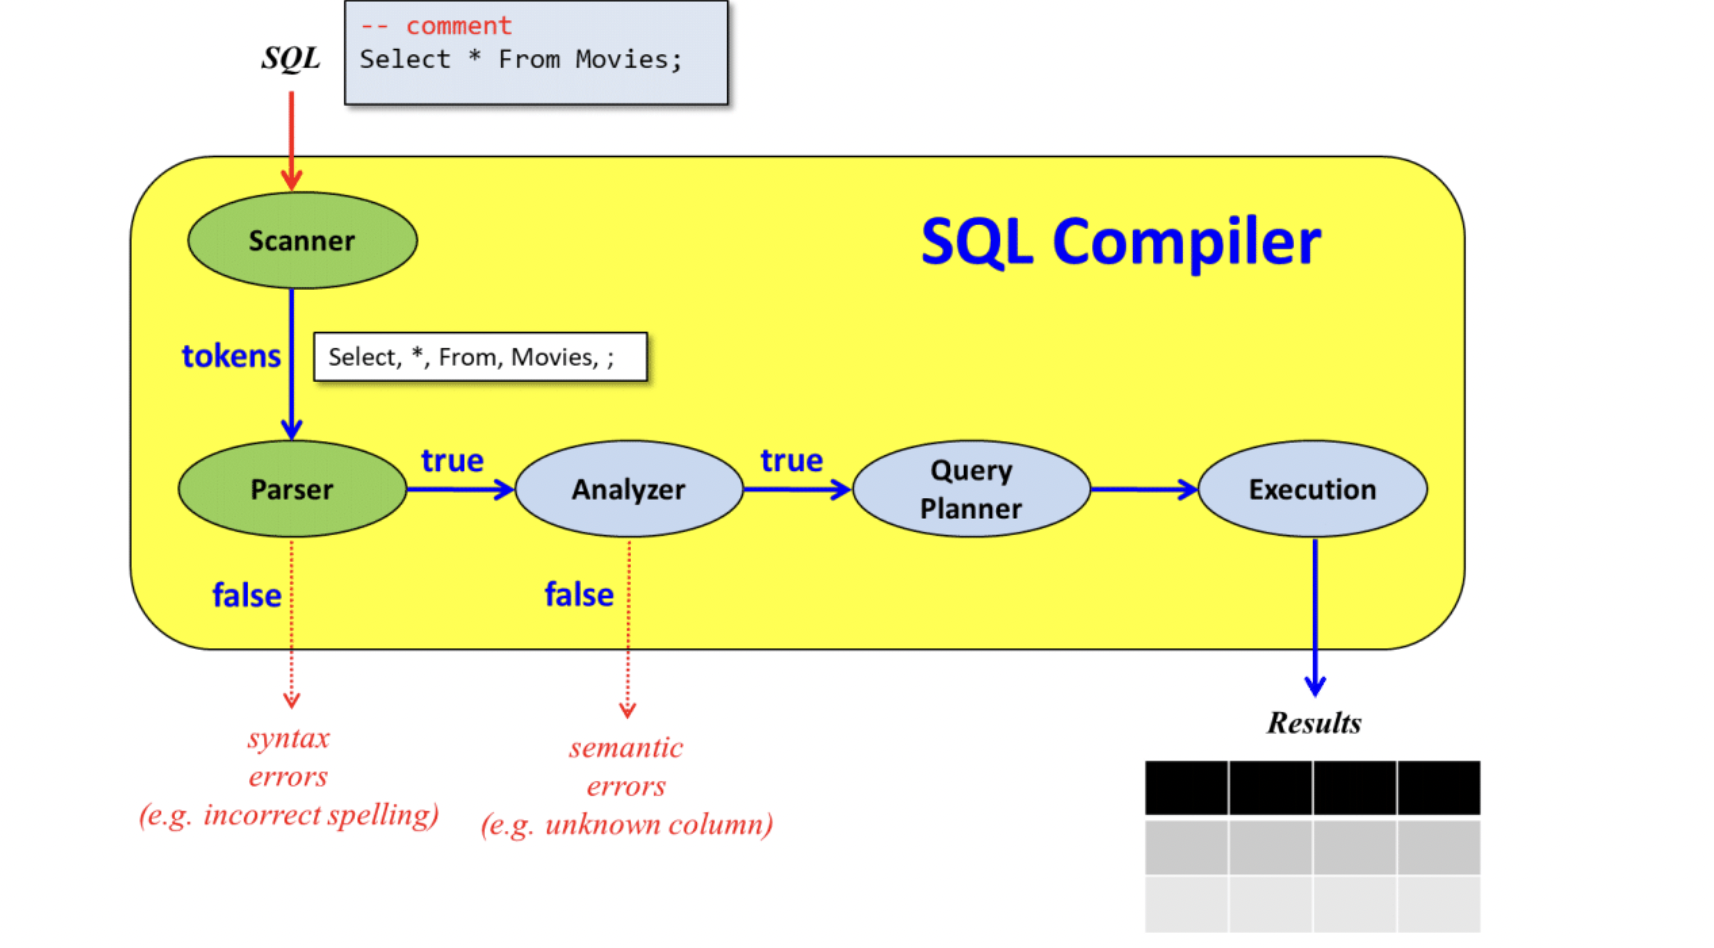 -- comment
SQL
Select * From Movies;
Scanner
SQL Compiler
tokens
Select, *, From, Movies, ;
Parser
true
Analyzer
true
Query
Planner
Execution
false
false
syntax
errors
(e.g. incorrect spelling)
semantic
errors
(e.g. unknown column)
Results